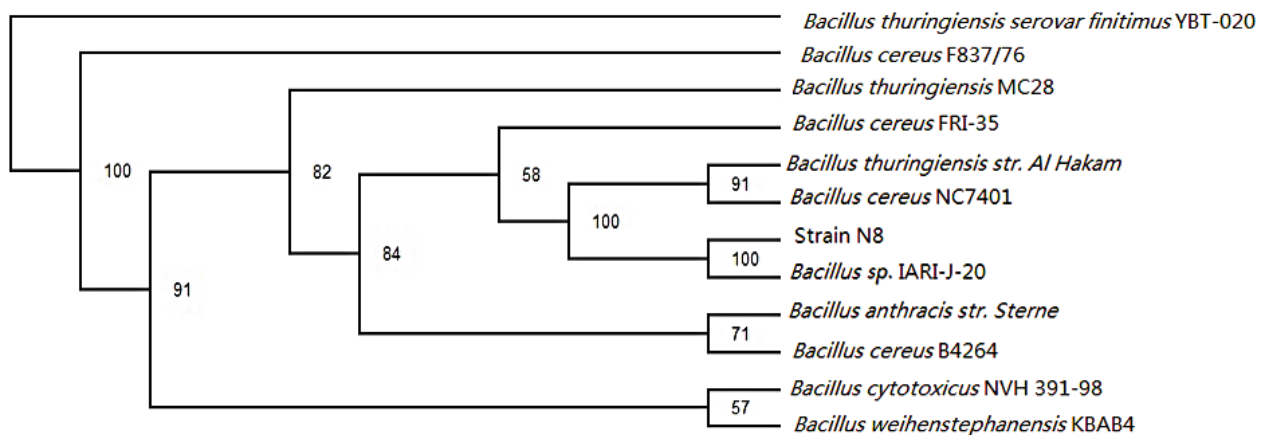 Bacillus thuringiensis serovar finitimus YBT-020
Bacillus cereus F837/76
Bacillus thuringiensis MC28
Bacillus cereus FRI-35
Bacillus thuringiensis str. Al Hakam
Bacillus cereus NC7401
Strain N8
Bacillus sp. IARI-J-20
Bacillus anthracis str. Sterne
Bacillus cereus B4264
Bacillus cytotoxicus NVH 391-98
Bacillus weihenstephanensis KBAB4
100
91
82
84
58
100
91
100
71
57